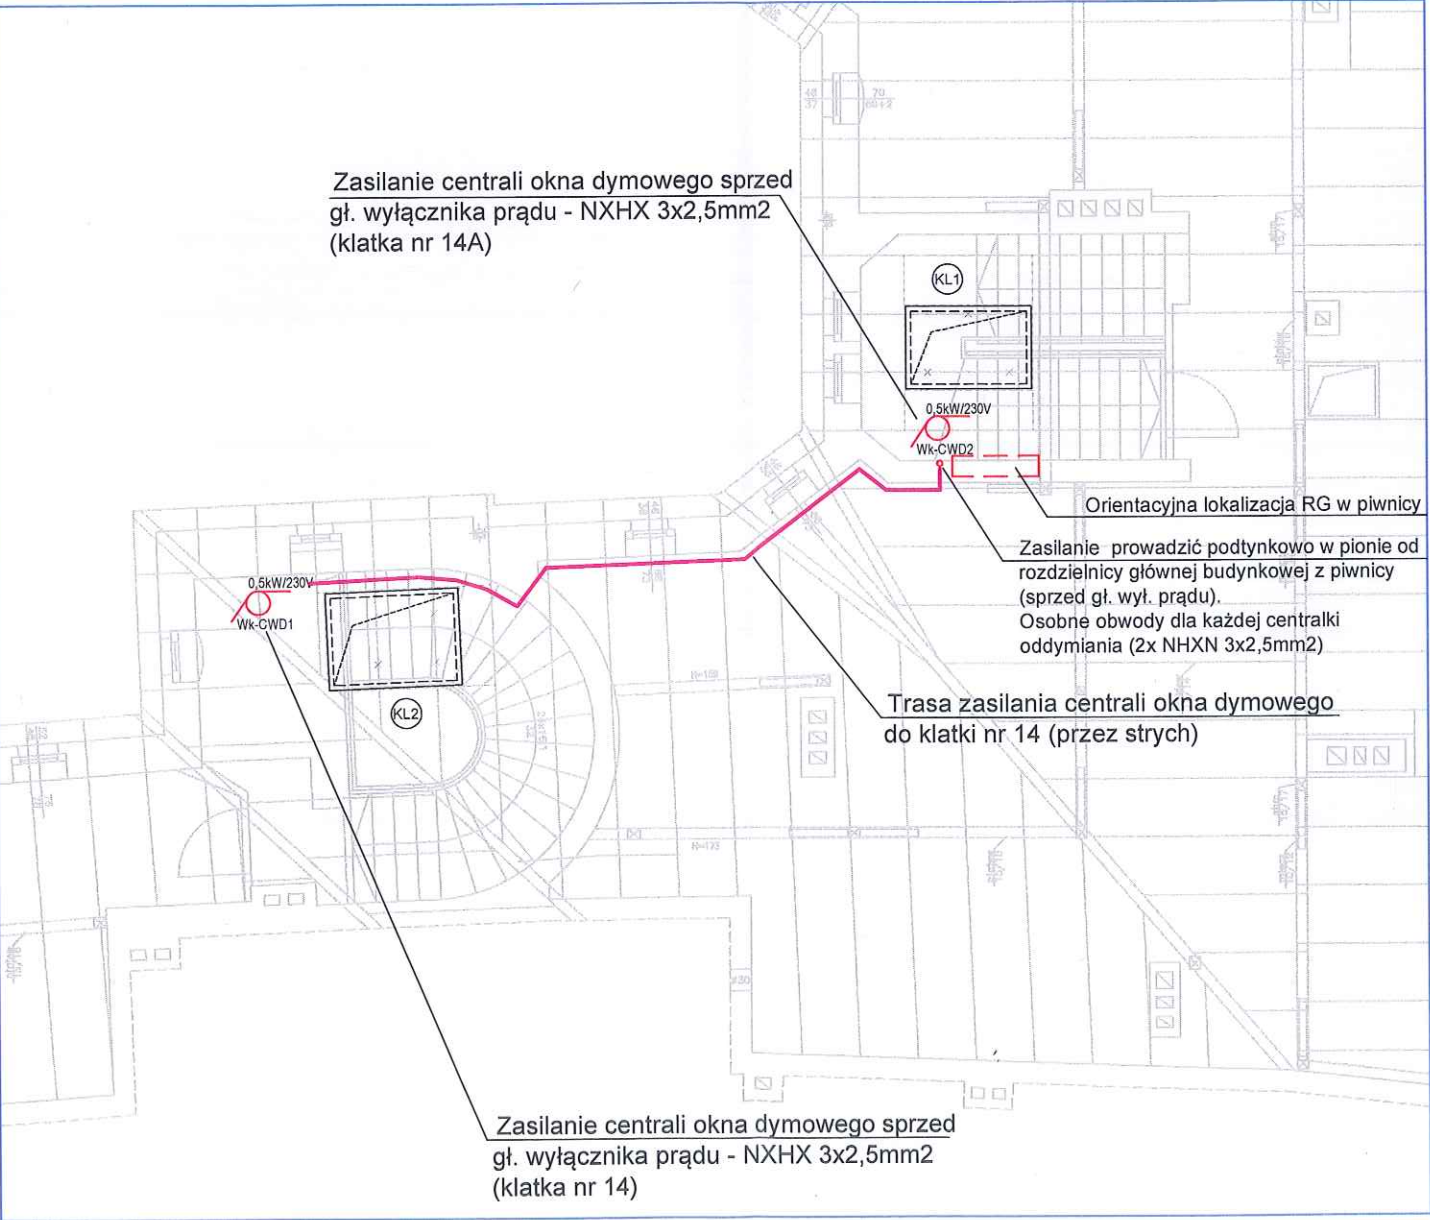 Zasilanie centrali okna dymowego sprzed
gł. wyłącznika prądu - NXHX 3x2,5mm2
(klatka nr 14A)
KL1
0,5kW/230V
Wk-CWD2
Orientacyjna lokalizacja RG w piwnicy
Zasilanie prowadzić podtynkowo w pionie od
rozdzielnicy głównej budynkowej z piwnicy
(sprzed gł. wył. prądu).
Osobne obwody dla każdej centralki
oddymiania (2x NHXN 3x2,5mm2)
0,5kW/230V
Wk-CWD1
KL2
Trasa zasilania centrali okna dymowego
do klatki nr 14 (przez strych)
H=173
Zasilanie centrali okna dymowego sprzed
gł. wyłącznika prądu - NXHX 3x2,5mm2
(klatka nr 14)